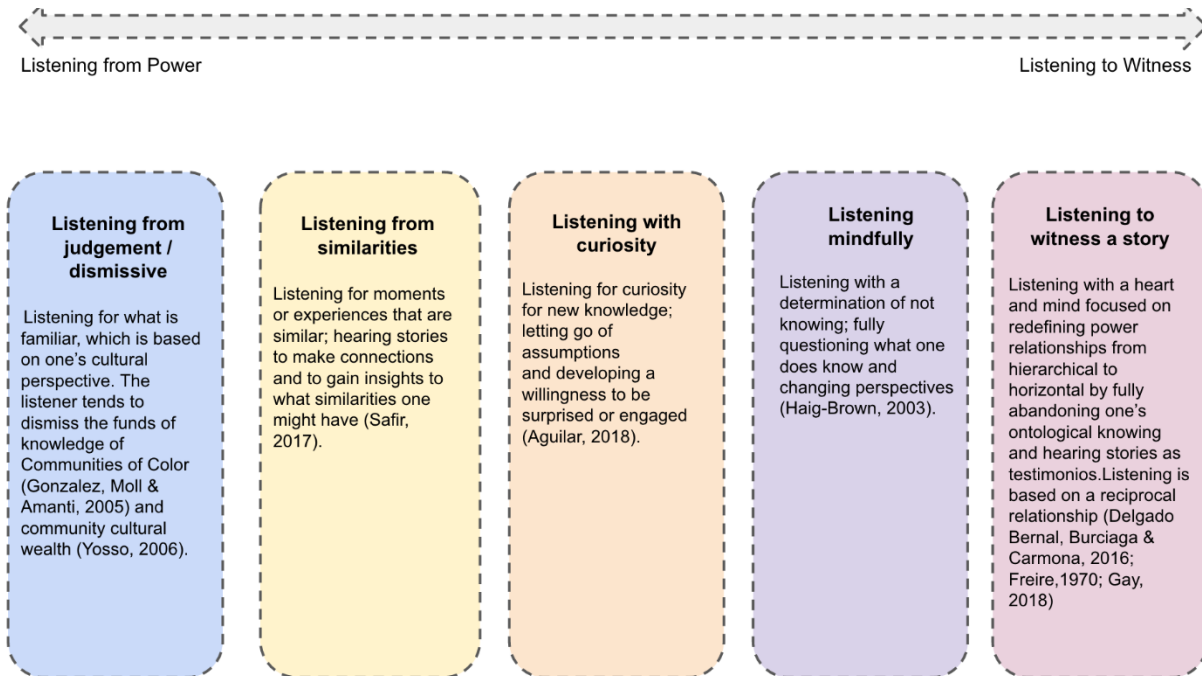 Listening from Power
Listening to Witness
Listening from
judgement /
dismissive
Listening for what is
familiar, which is based
on one’s cultural
perspective. The
listener tends to
dismiss the funds of
knowledge of
Communities of Color
(Gonzalez, Moll &
Amanti, 2005) and
community cultural
wealth (Yosso, 2006).
Listening from
similarities
Listening for moments
or experiences that are
similar; hearing stories
to make connections
and to gain insights to
what similarities one
might have (Safir,
2017).
Listening with
curiosity
Listening for curiosity
for new knowledge;
letting go of
assumptions
and developing a
willingness to be
surprised or engaged
(Aguilar, 2018).
Listening
mindfully
Listening with a
determination of not
knowing; fully
questioning what one
does know and
changing perspectives
(Haig-Brown, 2003).
Listening to
witness a story
Listening with a heart
and mind focused on
redefining power
relationships from
hierarchical to
horizontal by fully
abandoning one’s
ontological knowing
and hearing stories as
testimonios.Listening is
based on a reciprocal
relationship (Delgado
Bernal, Burciaga &
Carmona, 2016;
Freire,1970; Gay,
2018)